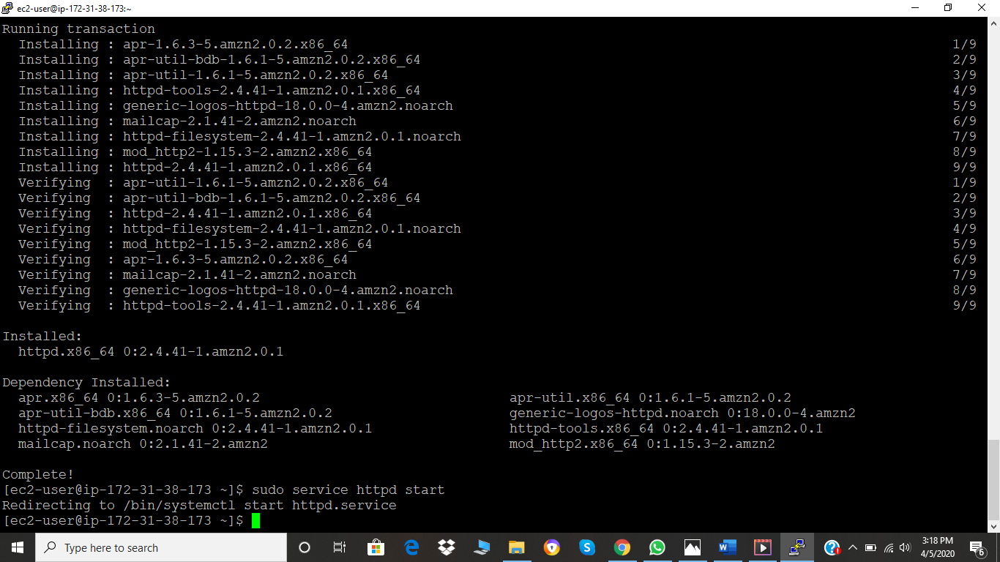 ec2-user@ip-172-31-38-173:~
Running transaction
Installing : apr-1.6.3-5.amzn2.0.2.x86_64 1/9
Installing : apr-util-bdb-1.6.1-5.amzn2.0.2.x86_64 2/9
Installing : apr-util-1.6.1-5.amzn2.0.2.x86_64 3/9
Installing : httpd-tools-2.4.41-1.amzn2.0.1.x86_64 4/9
Installing : generic-logos-httpd-18.0.0-4.amzn2.noarch 5/9
Installing : mailcap-2.1.41-2.amzn2.noarch 6/9
Installing : httpd-filesystem-2.4.41-1.amzn2.0.1.noarch 7/9
Installing : mod_http2-1.15.3-2.amzn2.x86_64 8/9
Installing : httpd-2.4.41-1.amzn2.0.1.x86_64 9/9
Verifying : apr-util-1.6.1-5.amzn2.0.2.x86_64 1/9
Verifying : apr-util-bdb-1.6.1-5.amzn2.0.2.x86_64 2/9
Verifying : httpd-2.4.41-1.amzn2.0.1.x86_64 3/9
Verifying : httpd-filesystem-2.4.41-1.amzn2.0.1.noarch 4/9
Verifying : mod_http2-1.15.3-2.amzn2.x86_64 5/9
Verifying : apr-1.6.3-5.amzn2.0.2.x86_64 6/9
Verifying : mailcap-2.1.41-2.amzn2.noarch 7/9
Verifying : generic-logos-httpd-18.0.0-4.amzn2.noarch 8/9
Verifying : httpd-tools-2.4.41-1.amzn2.0.1.x86_64 9/9
Installed:
httpd.x86_64 0:2.4.41-1.amzn2.0.1
Dependency Installed:
apr.x86_64 0:1.6.3-5.amzn2.0.2 apr-util.x86_64 0:1.6.1-5.amzn2.0.2
apr-util-bdb.x86_64 0:1.6.1-5.amzn2.0.2 generic-logos-httpd.noarch 0:18.0.0-4.amzn2
httpd-filesystem.noarch 0:2.4.41-1.amzn2.0.1 httpd-tools.x86_64 0:2.4.41-1.amzn2.0.1
mailcap.noarch 0:2.1.41-2.amzn2 mod_http2.x86_64 0:1.15.3-2.amzn2
Complete!
[ec2-user@ip-172-31-38-173 ~]$ sudo service httpd start
Redirecting to /bin/systemctl start httpd.service
[ec2-user@ip-172-31-38-173 ~]$
Type here to search
3:18 PM
4/5/2020
6